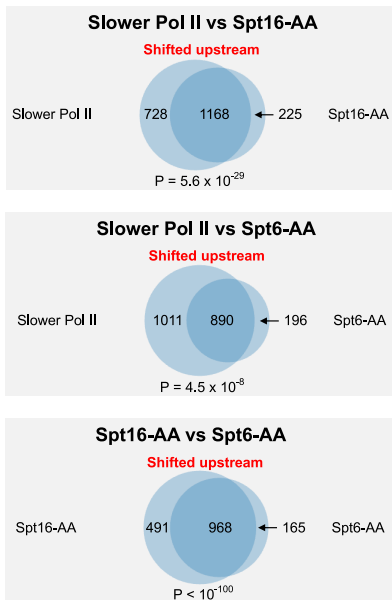 Slower Pol II vs Spt16-AA
Shifted upstream
Slower Pol II 728 1168 225 Spt16-AA
P = 5.6 x 10⁻²⁹
Slower Pol II vs Spt6-AA
Shifted upstream
Slower Pol II 1011 890 196 Spt6-AA
P = 4.5 x 10⁻⁸
Spt16-AA vs Spt6-AA
Shifted upstream
Spt16-AA 491 968 165 Spt6-AA
P < 10⁻¹⁰⁰